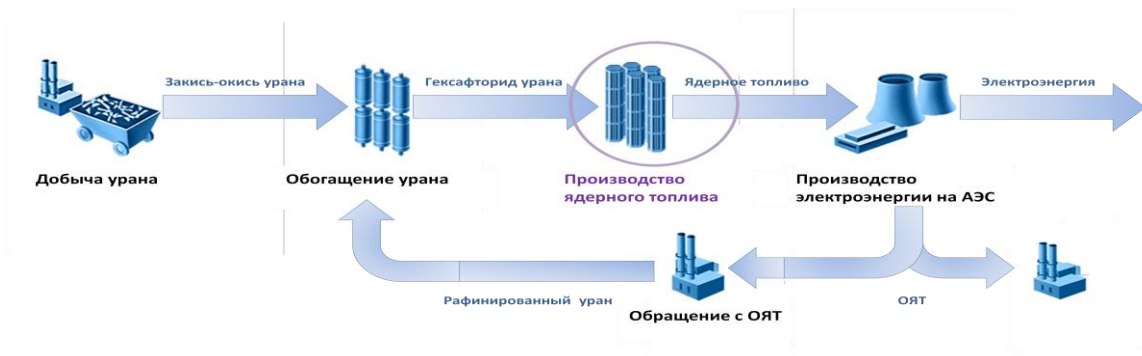 Закись-окись урана
Гексафторид урана
Ядерное топливо
Электроэнергия
Добыча урана
Обогащение урана
Производство
ядерного топлива
Производство
электроэнергии на АЭС
Рафинированный уран
Обращение с ОЯТ
ОЯТ